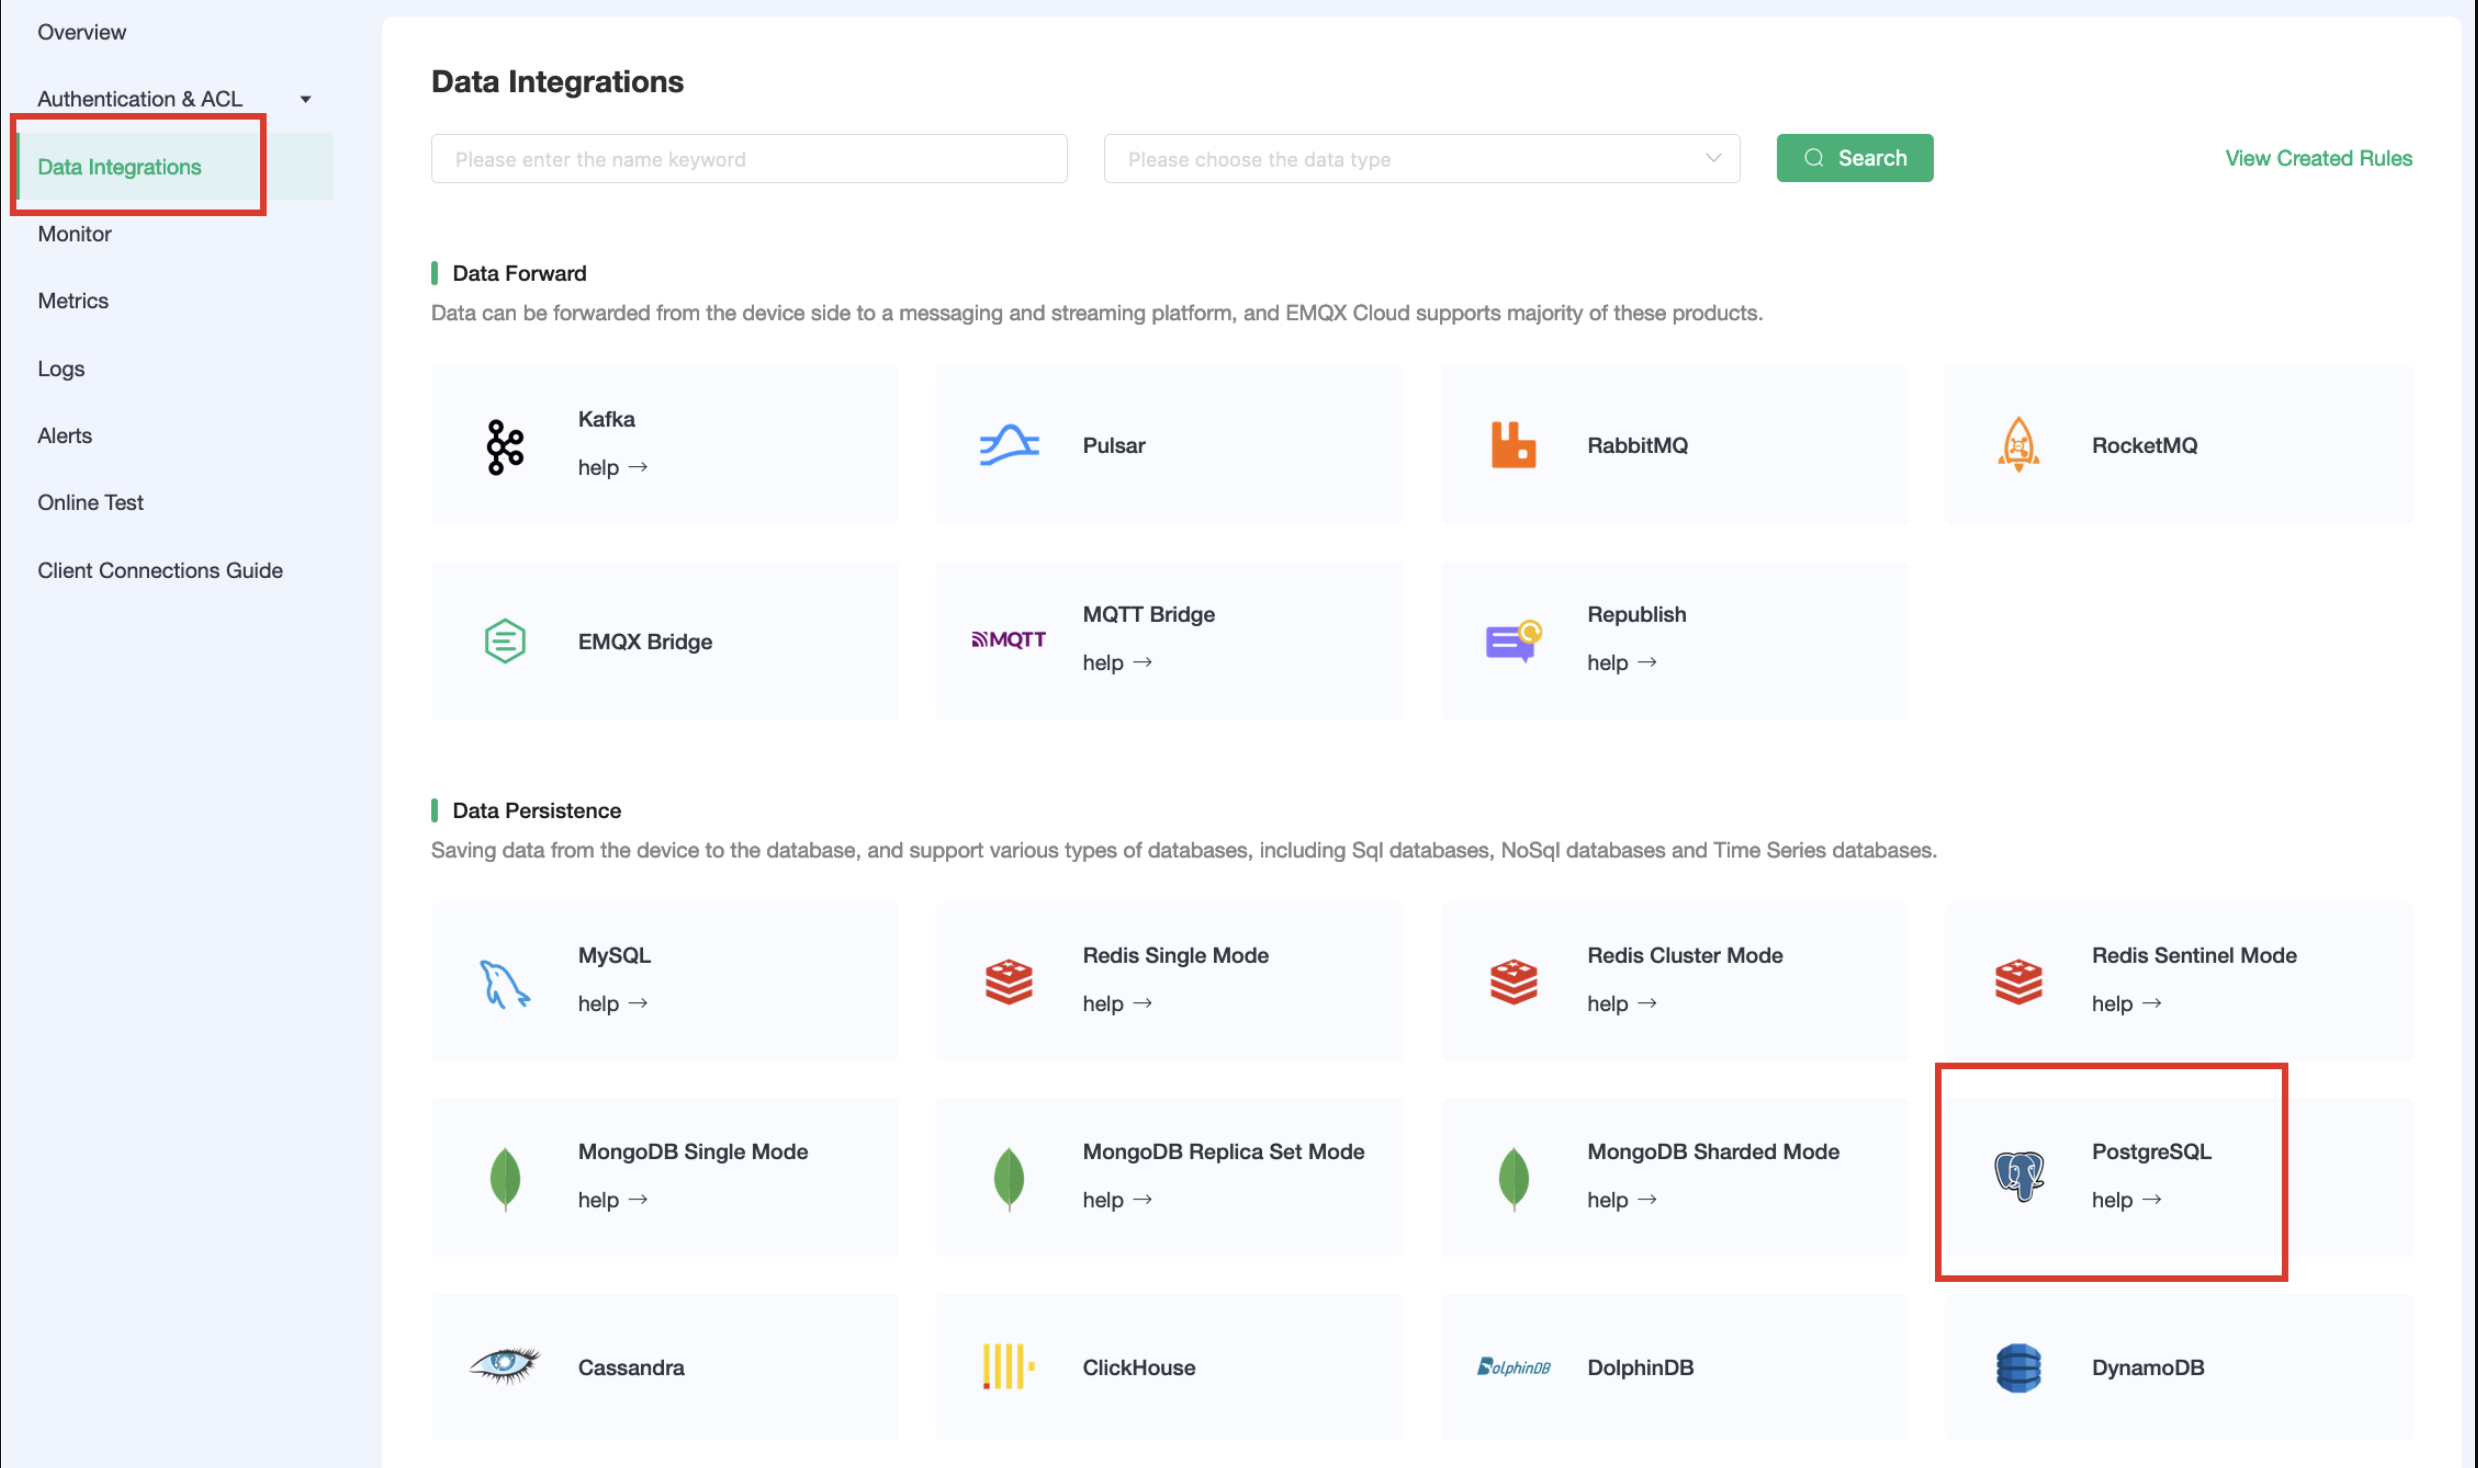 Overview
Authentication & ACL
Data Integrations
Monitor
Metrics
Logs
Alerts
Online Test
Client Connections Guide
Data Integrations
Please enter the name keyword
Please choose the data type
Search
View Created Rules
Data Forward
Data can be forwarded from the device side to a messaging and streaming platform, and EMQX Cloud supports majority of these products.
Kafka
help →
Pulsar
RabbitMQ
RocketMQ
EMQX Bridge
MQTT
MQTT Bridge
help →
Republish
help →
Data Persistence
Saving data from the device to the database, and support various types of databases, including Sql databases, NoSql databases and Time Series databases.
MySQL
help →
Redis Single Mode
help →
Redis Cluster Mode
help →
Redis Sentinel Mode
help →
MongoDB Single Mode
help →
MongoDB Replica Set Mode
help →
MongoDB Sharded Mode
help →
PostgreSQL
help →
Cassandra
ClickHouse
DolphinDB
DolphinDB
DynamoDB